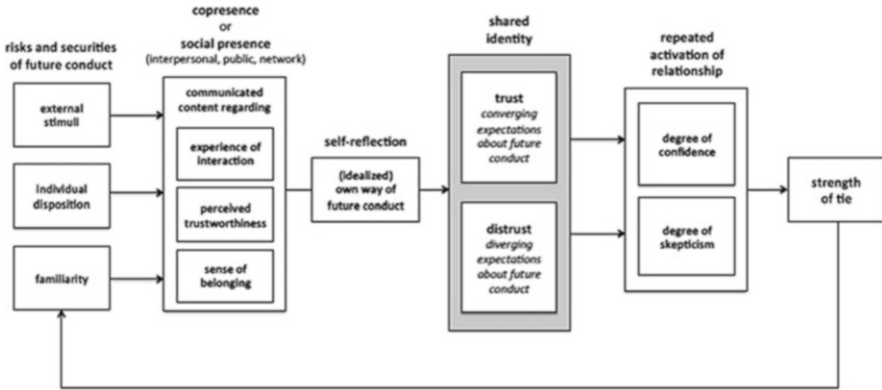 risks and securities
of future conduct
external
stimuli
Individual
disposition
familiarity
copresence
or
social presence
(interpersonal, public, network)
communicated
content regarding
experience of
interaction
perceived
trustworthiness
sense of
belonging
self-reflection
(idealized)
own way of
future conduct
shared
identity
trust
converging
expectations
about future
conduct
distrust
diverging
expectations
about future
conduct
repeated
activation of
relationship
degree of
confidence
degree of
skepticism
strength
of tie